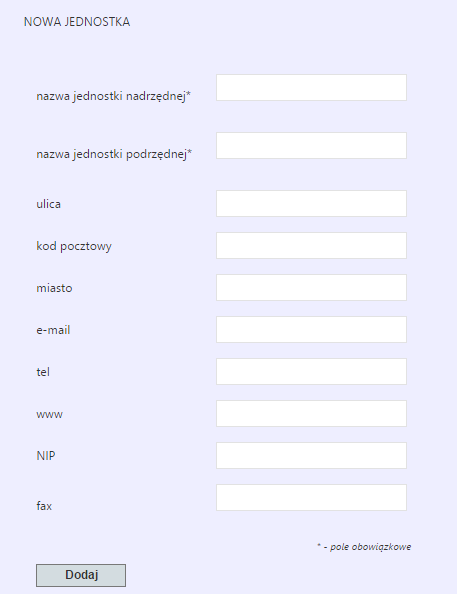 NOWA JEDNOSTKA
nazwa jednostki nadrzędnej*
nazwa jednostki podrzędnej*
ulica
kod pocztowy
miasto
e-mail
tel
www
NIP
fax
* - pole obowiązkowe
Dodaj